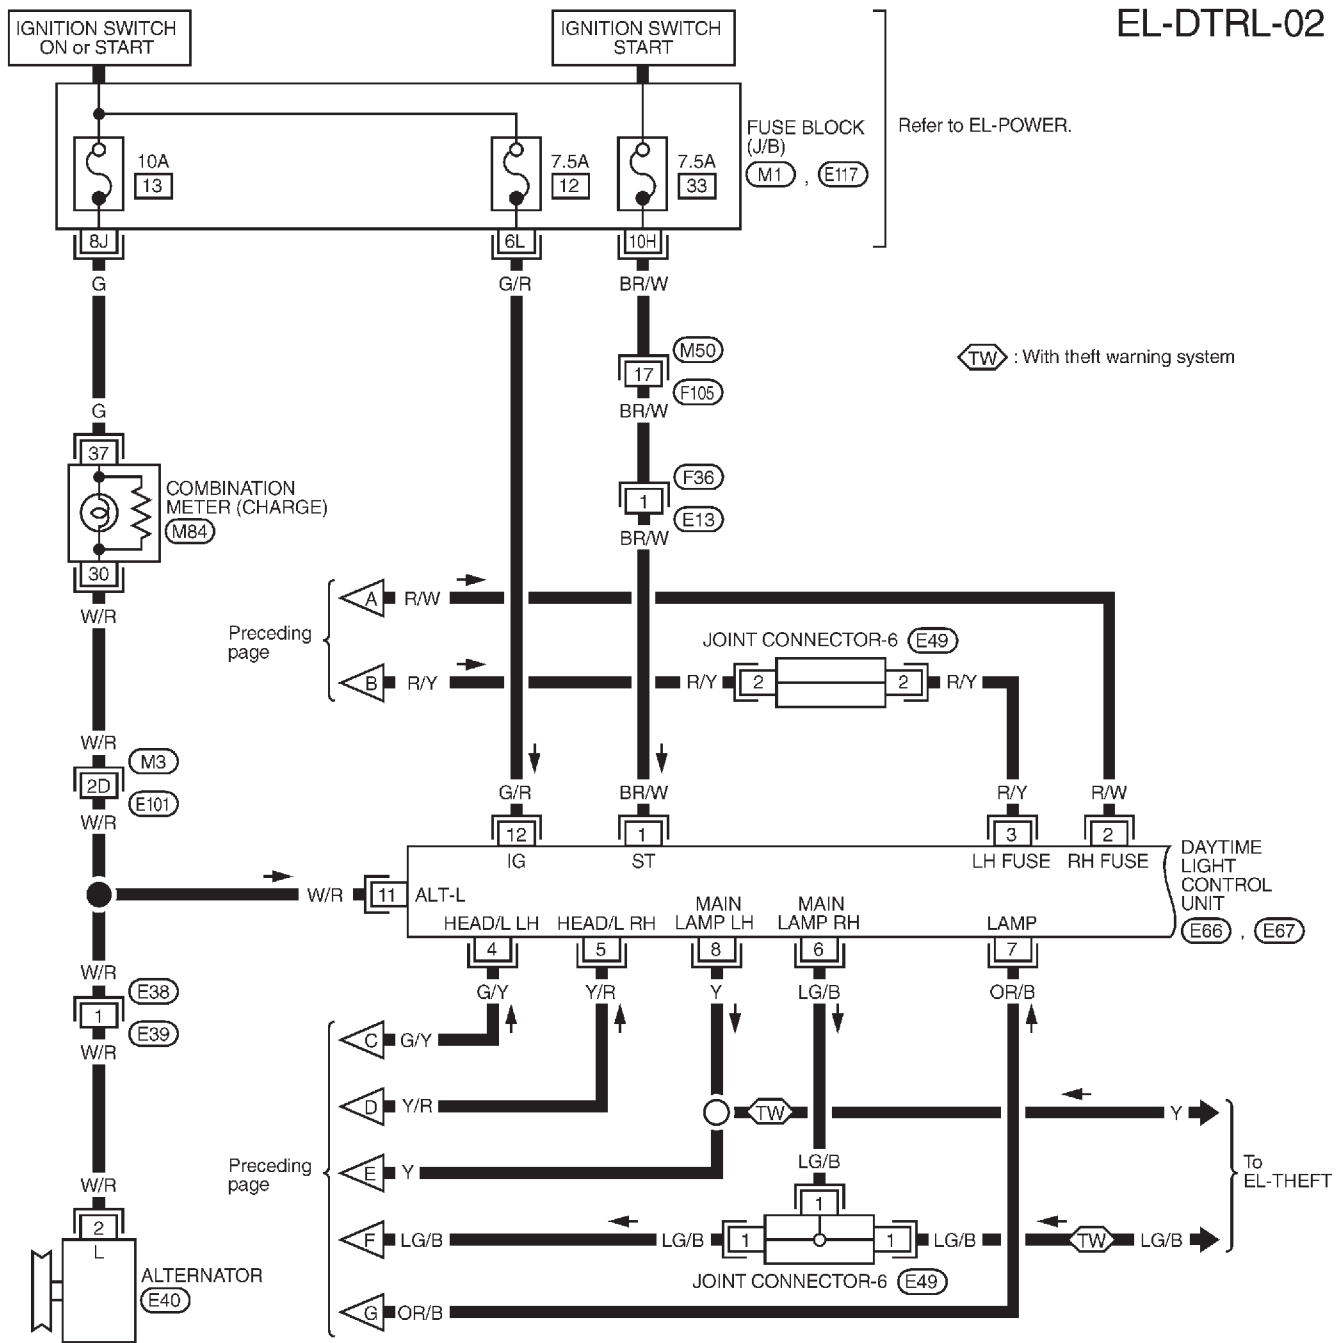 EL-DTRL-02
IGNITION SWITCH
ON or START
IGNITION SWITCH
START
10A
13
7.5A
12
7.5A
33
FUSE BLOCK
(J/B)
M1 , E117
Refer to EL-POWER.
8J
6L
10H
G
G/R
BR/W
M50
17
F105
BR/W
TW : With theft warning system
G
37
COMBINATION
METER (CHARGE)
M84
30
W/R
F36
1
E13
BR/W
Preceding
page
A R/W
B R/Y
JOINT CONNECTOR-6 E49
R/Y 2 2 R/Y
W/R
M3
2D
E101
W/R
G/R
BR/W
R/Y
R/W
12
1
3
2
IG
ST
LH FUSE
RH FUSE
DAYTIME
LIGHT
CONTROL
UNIT
E66 , E67
W/R 11 ALT-L
HEAD/L LH
HEAD/L RH
MAIN
LAMP LH
MAIN
LAMP RH
LAMP
4
5
8
6
7
G/Y
Y/R
Y
LG/B
OR/B
W/R
E38
1
E39
W/R
Preceding
page
C G/Y
D Y/R
TW
Y
E Y
LG/B
1
F LG/B
LG/B 1
1 LG/B
TW
LG/B
To
EL-THEFT
JOINT CONNECTOR-6 E49
G OR/B
W/R
2
L
ALTERNATOR
E40